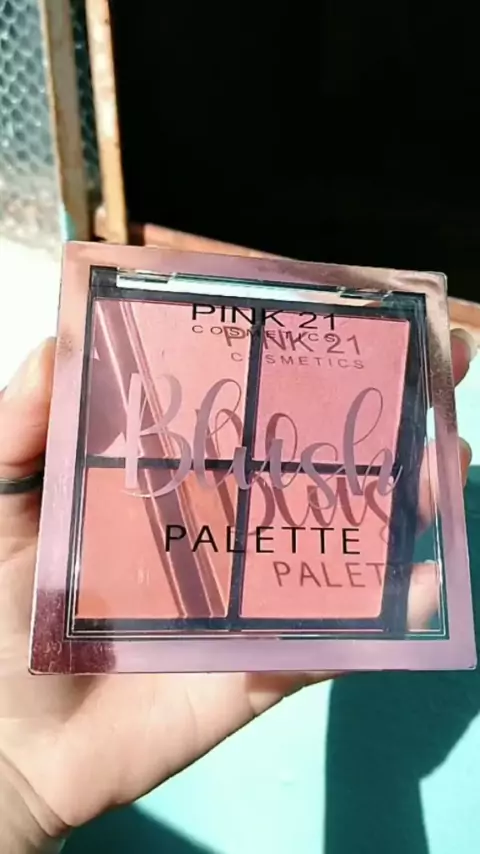 PINK 21
COSMETICS
Blush
PALETTE